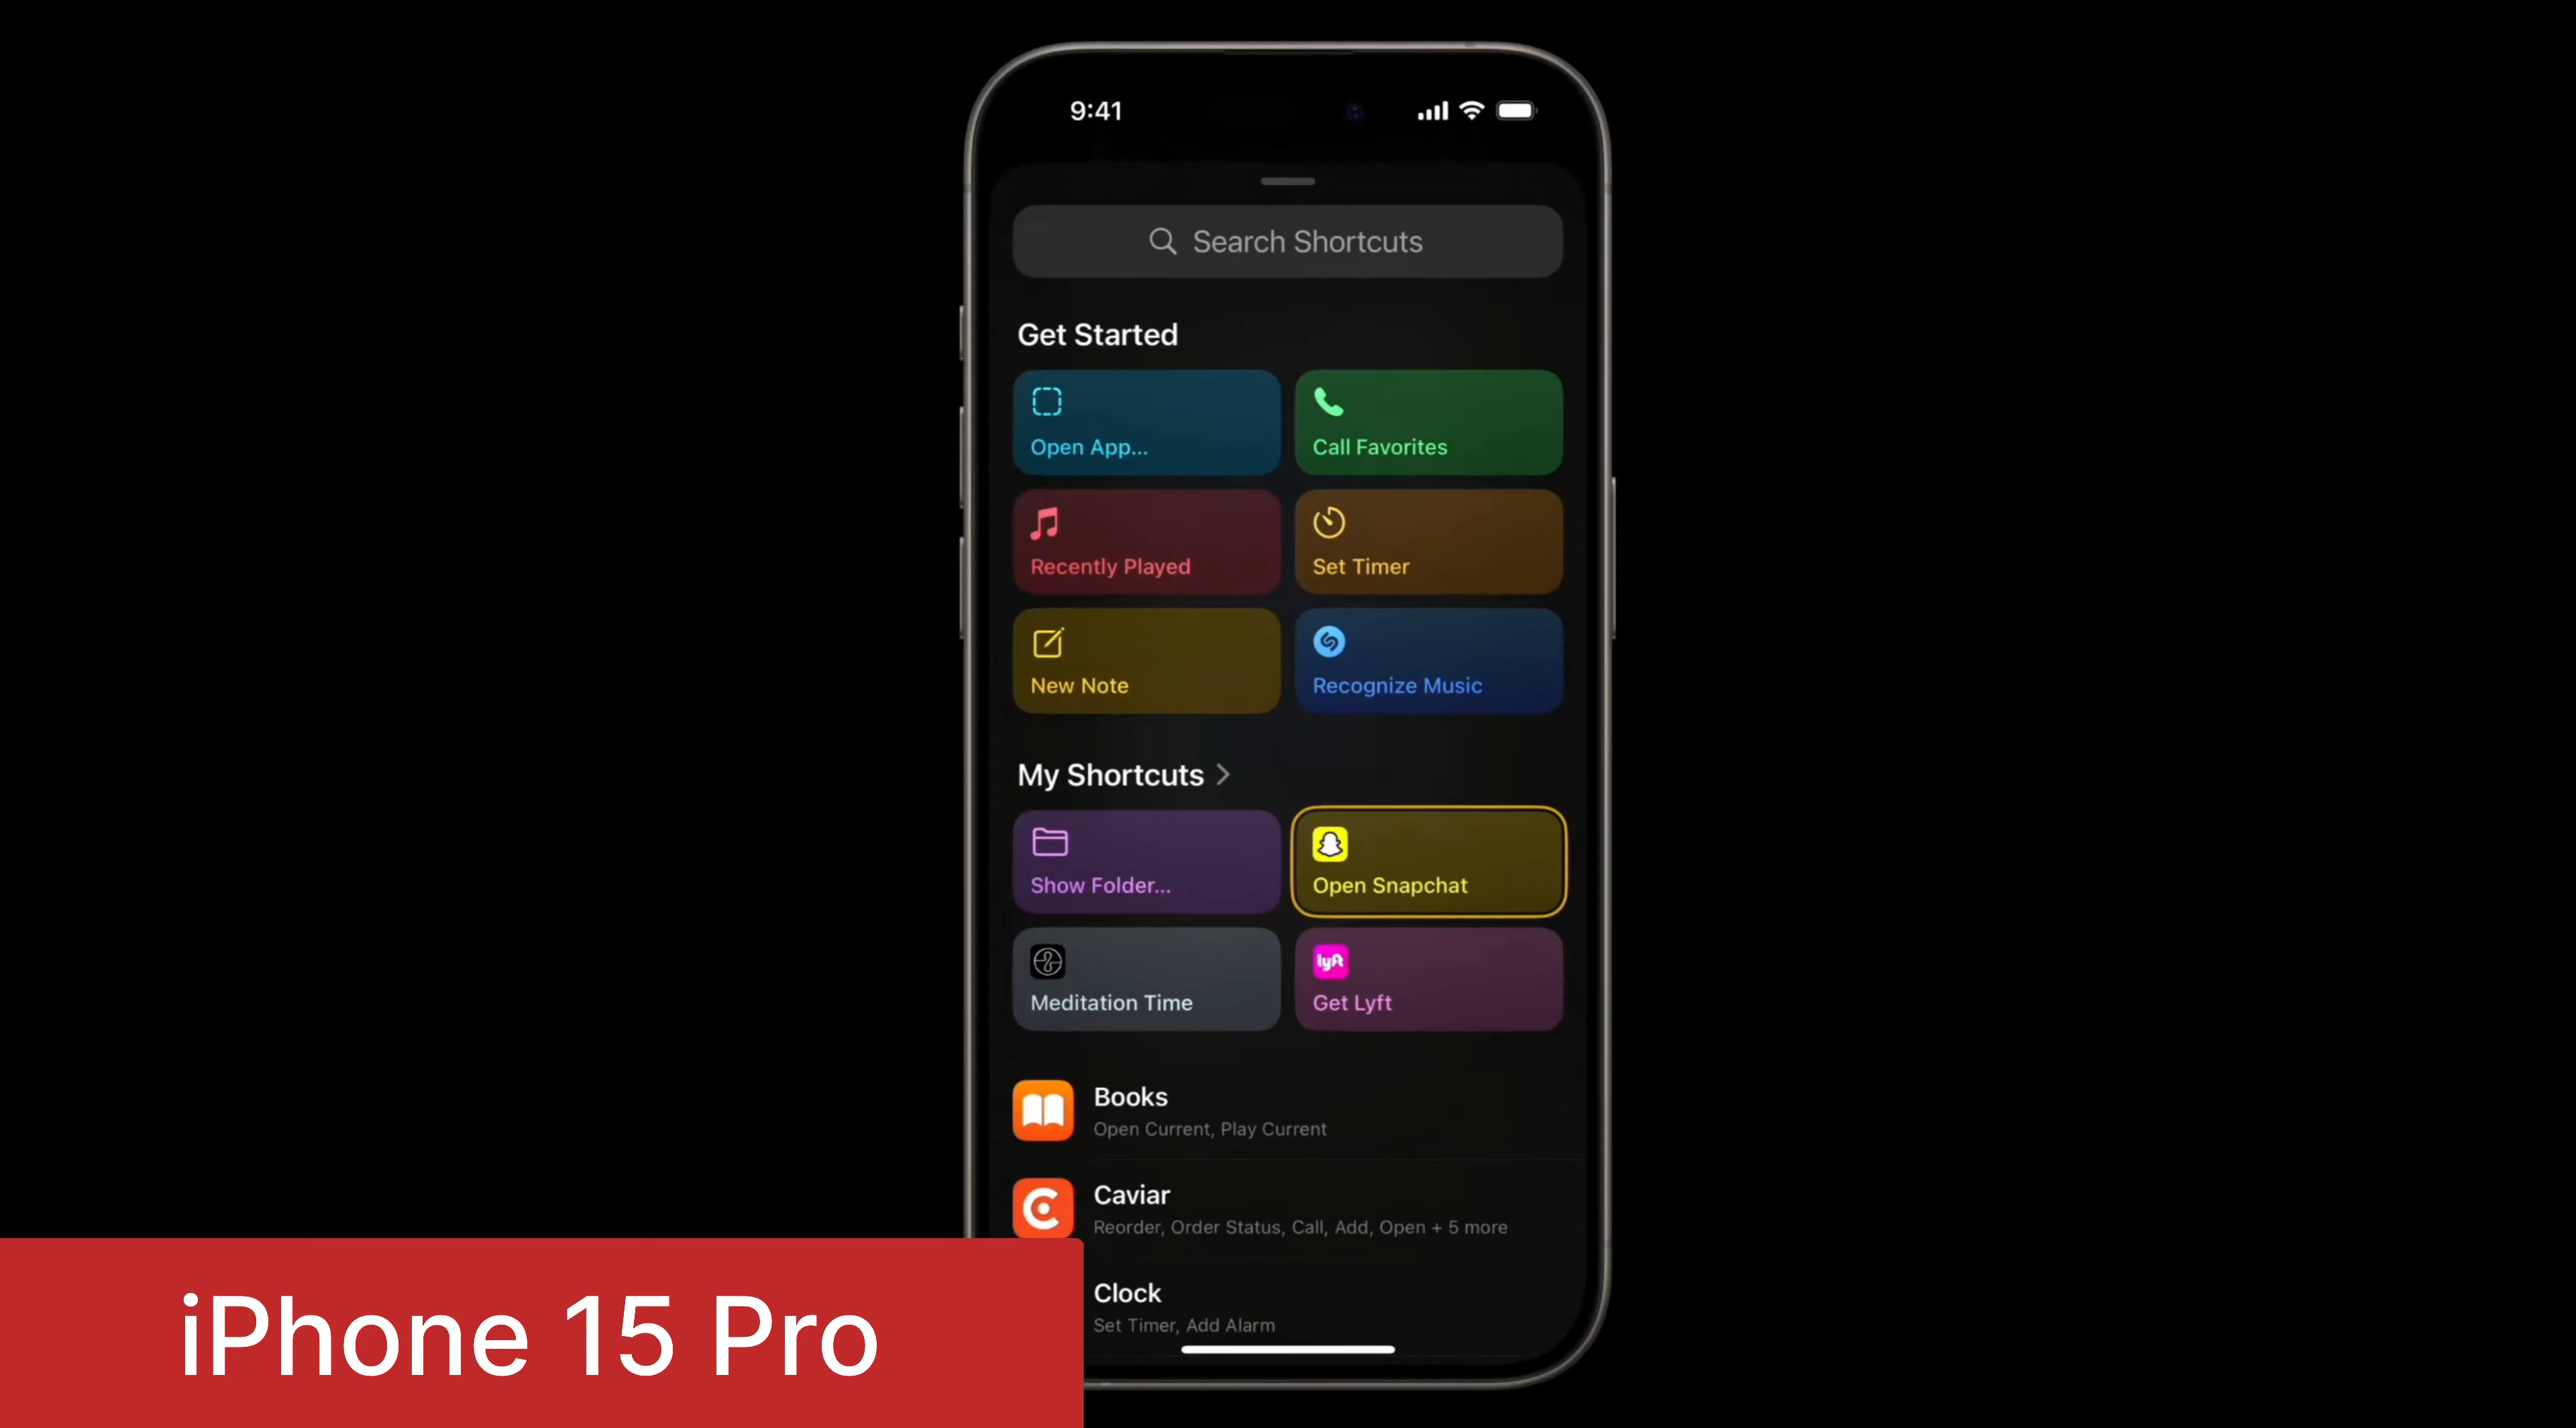 9:41
Search Shortcuts
Get Started
Open App...
Call Favorites
Recently Played
Set Timer
New Note
Recognize Music
My Shortcuts
Show Folder...
Open Snapchat
Meditation Time
lyft
Get Lyft
Books
Open Current, Play Current
Caviar
Reorder, Order Status, Call, Add, Open + 5 more
Clock
Set Timer, Add Alarm
iPhone 15 Pro